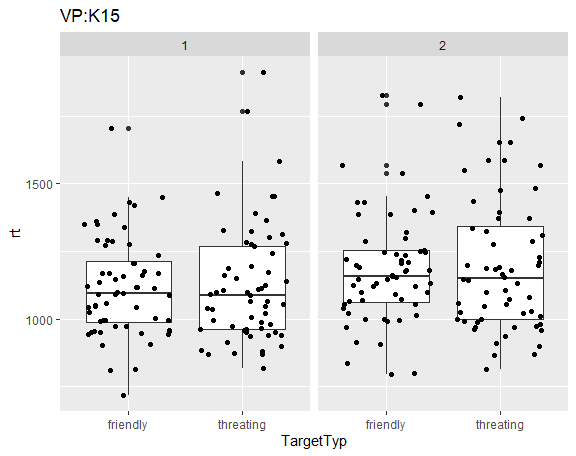 VP:K15
1
2
rt
1500
1000
friendly
threating
friendly
threating
TargetTyp